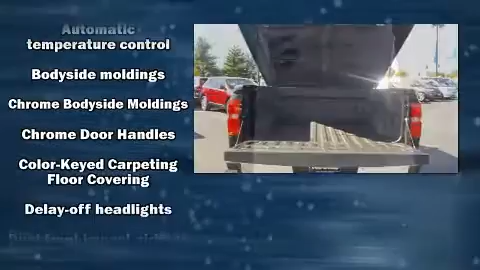 Automatic
temperature control
Bodyside moldings
Chrome Bodyside Moldings
Chrome Door Handles
Color-Keyed Carpeting
Floor Covering
Delay-off headlights